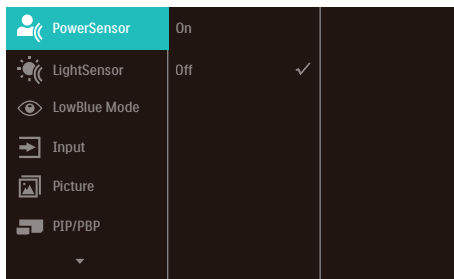 PowerSensor
On
LightSensor
Off
LowBlue Mode
Input
Picture
PIP/PBP